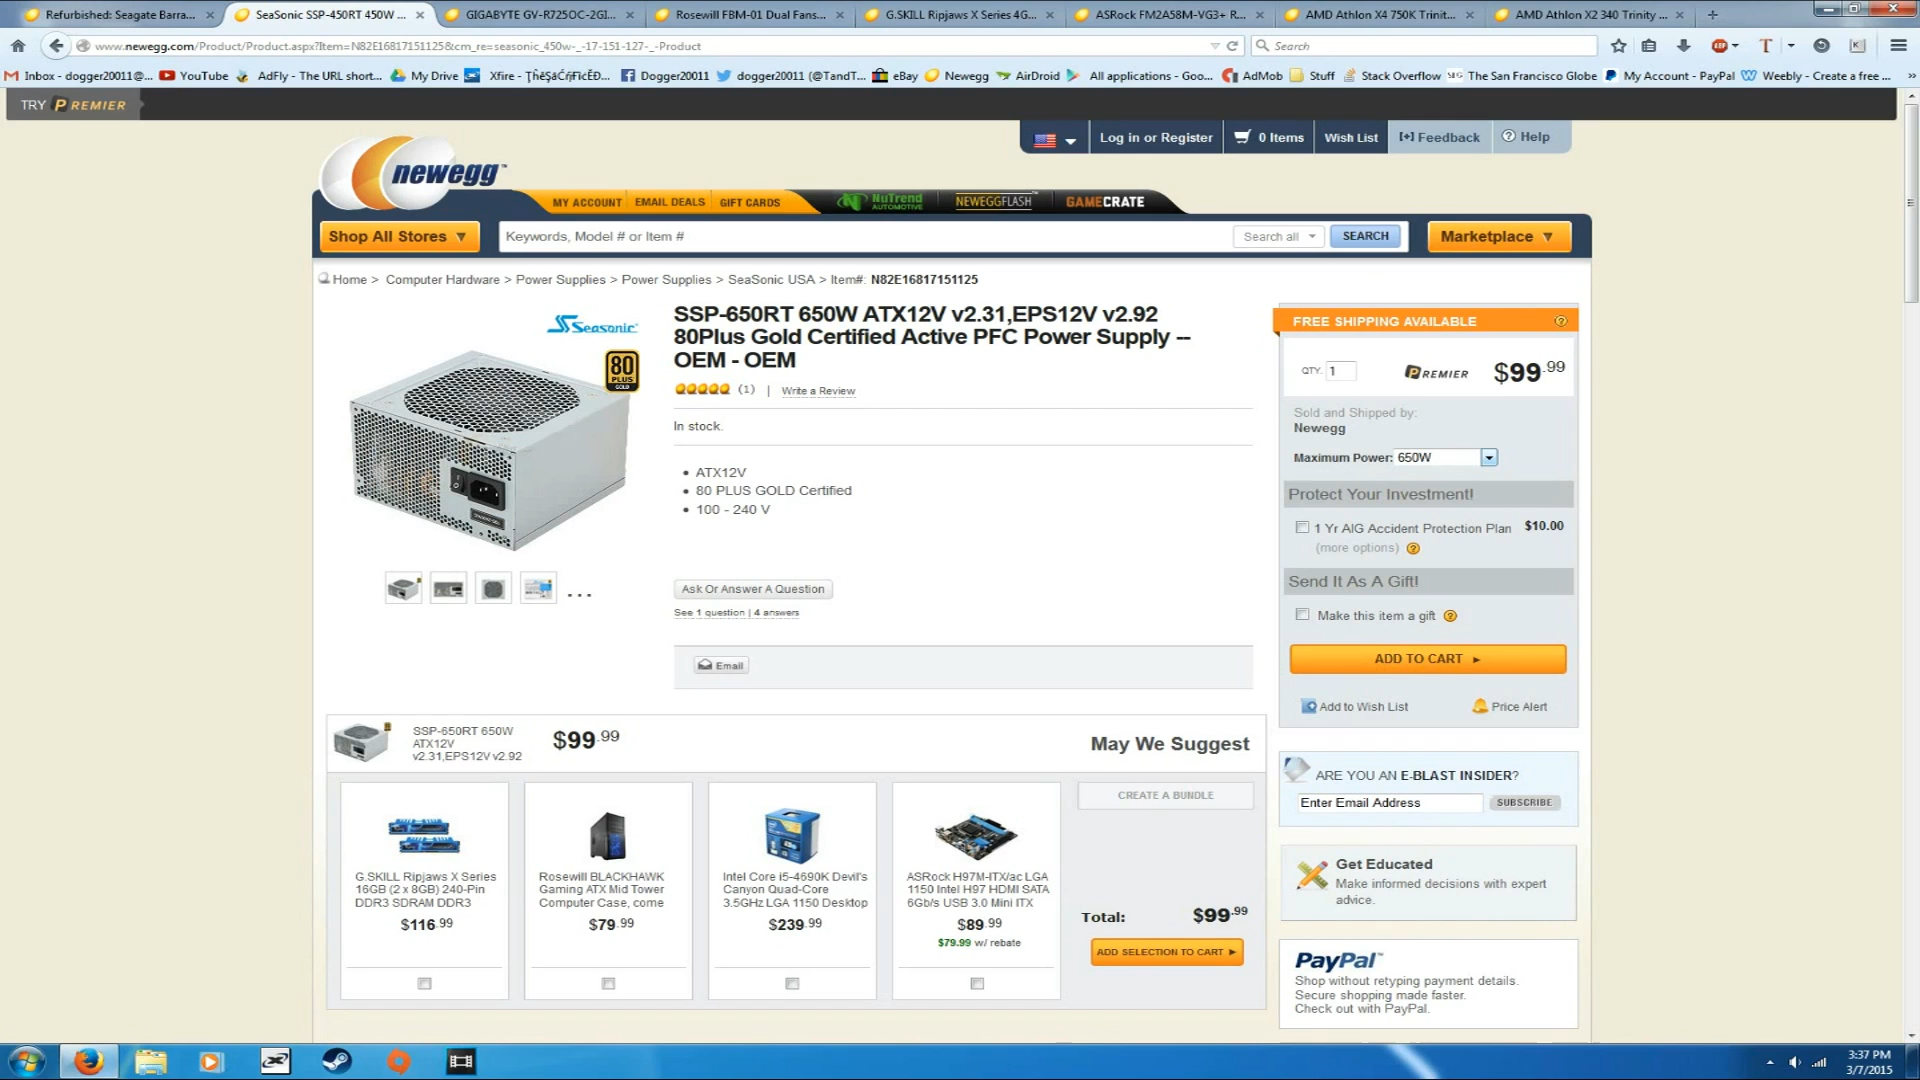 Refurbished: Seagate Barra...
SeaSonic SSP-450RT 450W ...
GIGABYTE GV-R725OC-2GI...
Rosewill FBM-01 Dual Fans...
G.SKILL Ripjaws X Series 4G...
ASRock FM2A58M-VG3+ R...
AMD Athlon X4 750K Trinit...
AMD Athlon X2 340 Trinity ...
www.newegg.com/Product/Product.aspx?Item=N82E16817151125&cm_re=seasonic_450w-_-17-151-127-_-Product
Search
Inbox - dogger20011@...
YouTube
AdFly - The URL short...
My Drive
Facebook
Dogger20011
dogger20011 (@TandT...
eBay
Newegg
AirDroid
All applications - Goo...
AdMob
Stuff
Stack Overflow
The San Francisco Globe
My Account - PayPal
Weebly - Create a free ...
TRY PREMIER
Log in or Register
0 Items
Wish List
[+] Feedback
Help
newegg™
MY ACCOUNT
EMAIL DEALS
GIFT CARDS
NUTREND AUTOMOTIVE
NEWEGGFLASH
GAMECRATE
Shop All Stores
Keywords, Model # or Item #
Search all
SEARCH
Marketplace
Home > Computer Hardware > Power Supplies > Power Supplies > SeaSonic USA > Item#: N82E16817151125
Seasonic
80 PLUS GOLD
SSP-650RT 650W ATX12V v2.31,EPS12V v2.92
80Plus Gold Certified Active PFC Power Supply --
OEM - OEM
(1) | Write a Review
In stock.
ATX12V
80 PLUS GOLD Certified
100 - 240 V
...
Ask Or Answer A Question
See 1 question | 4 answers
Email
FREE SHIPPING AVAILABLE
QTY. 1
PREMIER
$99.99
Sold and Shipped by:
Newegg
Maximum Power: 650W
Protect Your Investment!
1 Yr AIG Accident Protection Plan $10.00
(more options)
Send It As A Gift!
Make this item a gift
ADD TO CART
Add to Wish List
Price Alert
SSP-650RT 650W
ATX12V
v2.31,EPS12V v2.92
$99.99
May We Suggest
G.SKILL Ripjaws X Series
16GB (2 x 8GB) 240-Pin
DDR3 SDRAM DDR3
$116.99
Rosewill BLACKHAWK
Gaming ATX Mid Tower
Computer Case, come
$79.99
Intel Core i5-4690K Devil's
Canyon Quad-Core
3.5GHz LGA 1150 Desktop
$239.99
ASRock H97M-ITX/ac LGA
1150 Intel H97 HDMI SATA
6Gb/s USB 3.0 Mini ITX
$89.99
$79.99 w/ rebate
CREATE A BUNDLE
Total: $99.99
ADD SELECTION TO CART
ARE YOU AN E-BLAST INSIDER?
Enter Email Address
SUBSCRIBE
Get Educated
Make informed decisions with expert
advice.
PayPal™
Shop without retyping payment details.
Secure shopping made faster.
Check out with PayPal.
3:37 PM
3/7/2015